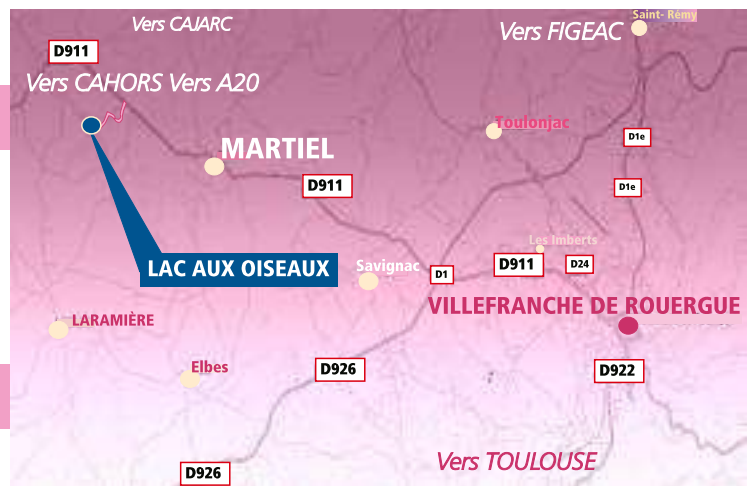 Vers CAJARC
Saint- Rémy
Vers FIGEAC
D911
Vers CAHORS Vers A20
Toulonjac
D1e
MARTIEL
D911
D1e
Les Imberts
LAC AUX OISEAUX
Savignac
D1
D911
D24
VILLEFRANCHE DE ROUERGUE
LARAMIÈRE
Elbes
D926
D922
Vers TOULOUSE
D926